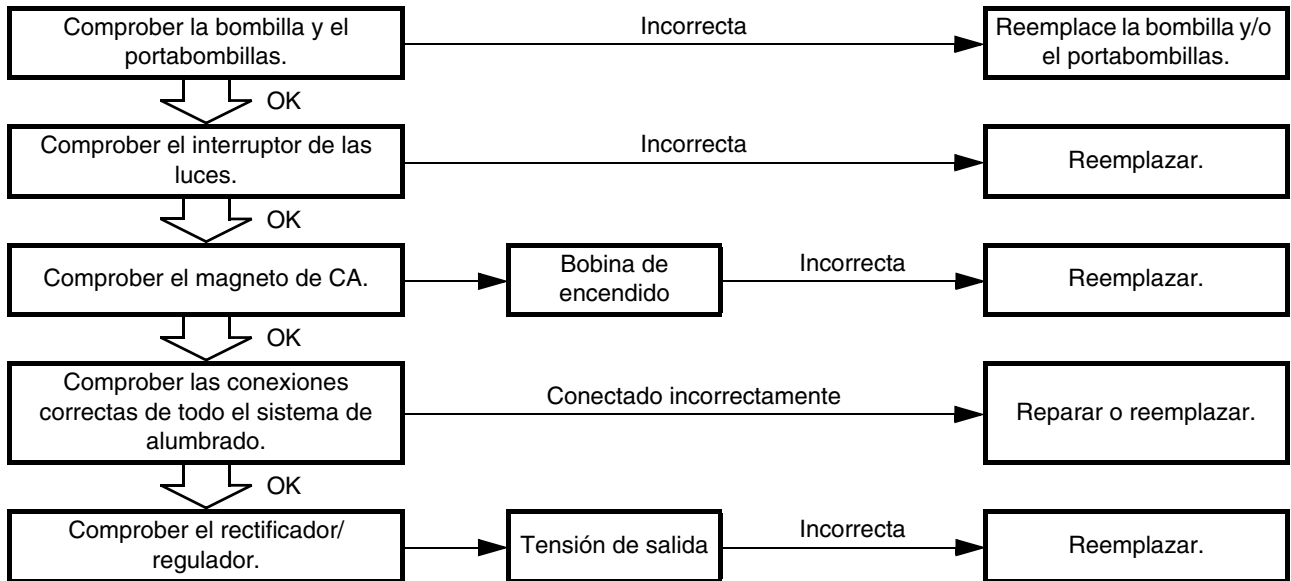 Comprober la bombilla y el
portabombillas.
Incorrecta
Reemplace la bombilla y/o
el portabombillas.
OK
Comprober el interruptor de las
luces.
Incorrecta
Reemplazar.
OK
Comprober el magneto de CA.
Bobina de
encendido
Incorrecta
Reemplazar.
OK
Comprober las conexiones
correctas de todo el sistema de
alumbrado.
Conectado incorrectamente
Reparar o reemplazar.
OK
Comprober el rectificador/
regulador.
Tensión de salida
Incorrecta
Reemplazar.